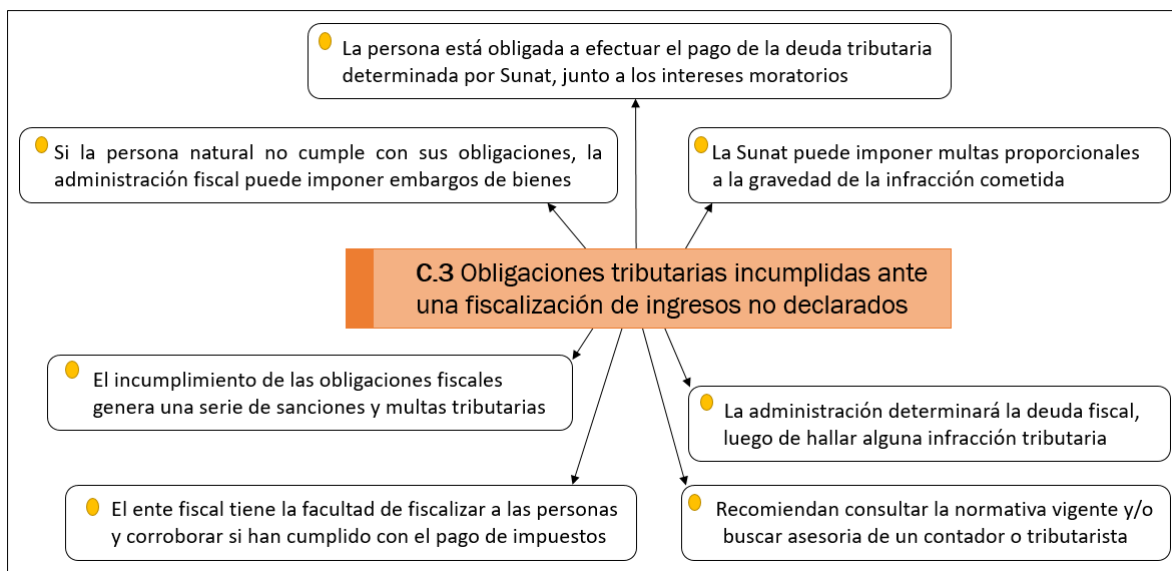 La persona está obligada a efectuar el pago de la deuda tributaria
determinada por Sunat, junto a los intereses moratorios
Si la persona natural no cumple con sus obligaciones, la
administración fiscal puede imponer embargos de bienes
La Sunat puede imponer multas proporcionales
a la gravedad de la infracción cometida
C.3 Obligaciones tributarias incumplidas ante
una fiscalización de ingresos no declarados
El incumplimiento de las obligaciones fiscales
genera una serie de sanciones y multas tributarias
La administración determinará la deuda fiscal,
luego de hallar alguna infracción tributaria
El ente fiscal tiene la facultad de fiscalizar a las personas
y corroborar si han cumplido con el pago de impuestos
Recomiendan consultar la normativa vigente y/o
buscar asesoria de un contador o tributarista